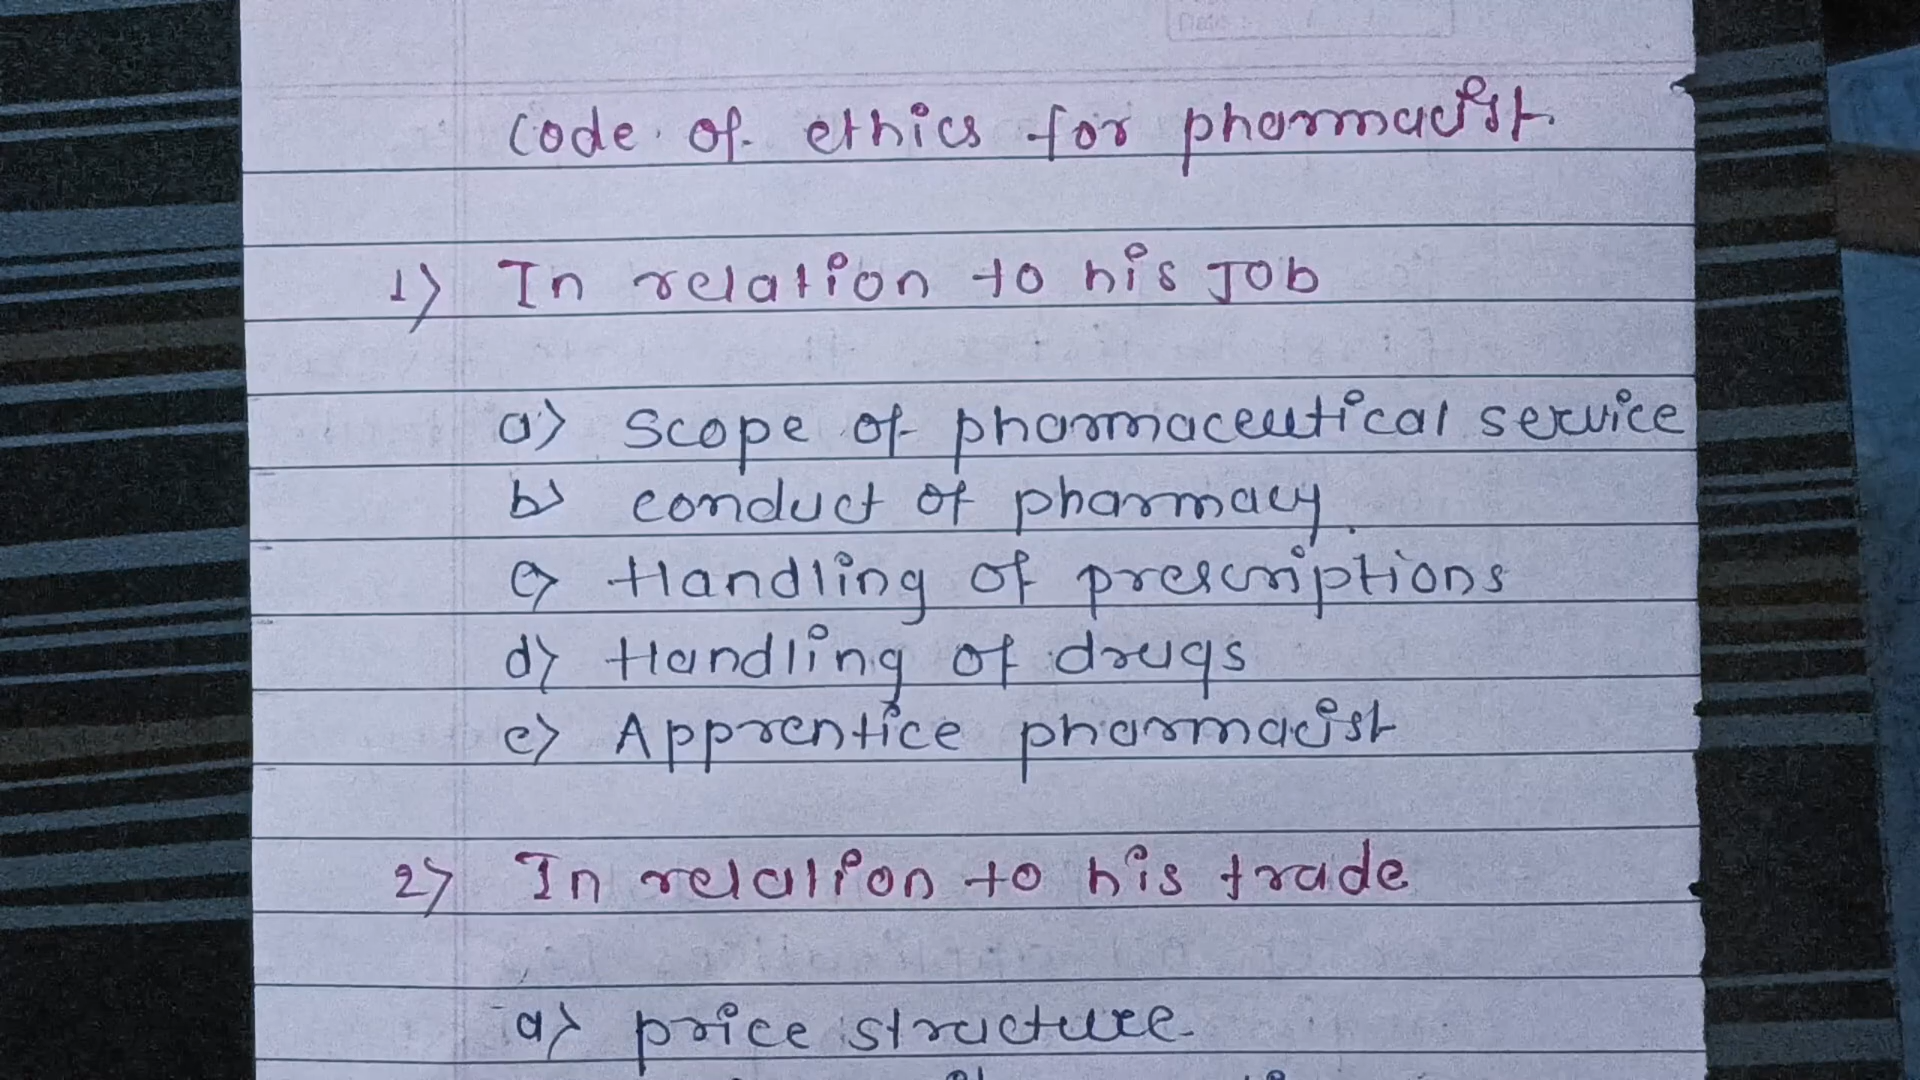 Date :
Code of ethics for pharmacist.
1) In relation to his JOB
a) Scope of pharmaceutical service
b) conduct of pharmacy.
c) Handling of prescriptions
d) Handling of drugs
e) Apprentice pharmacist
2) In relation to his trade
a) price structure